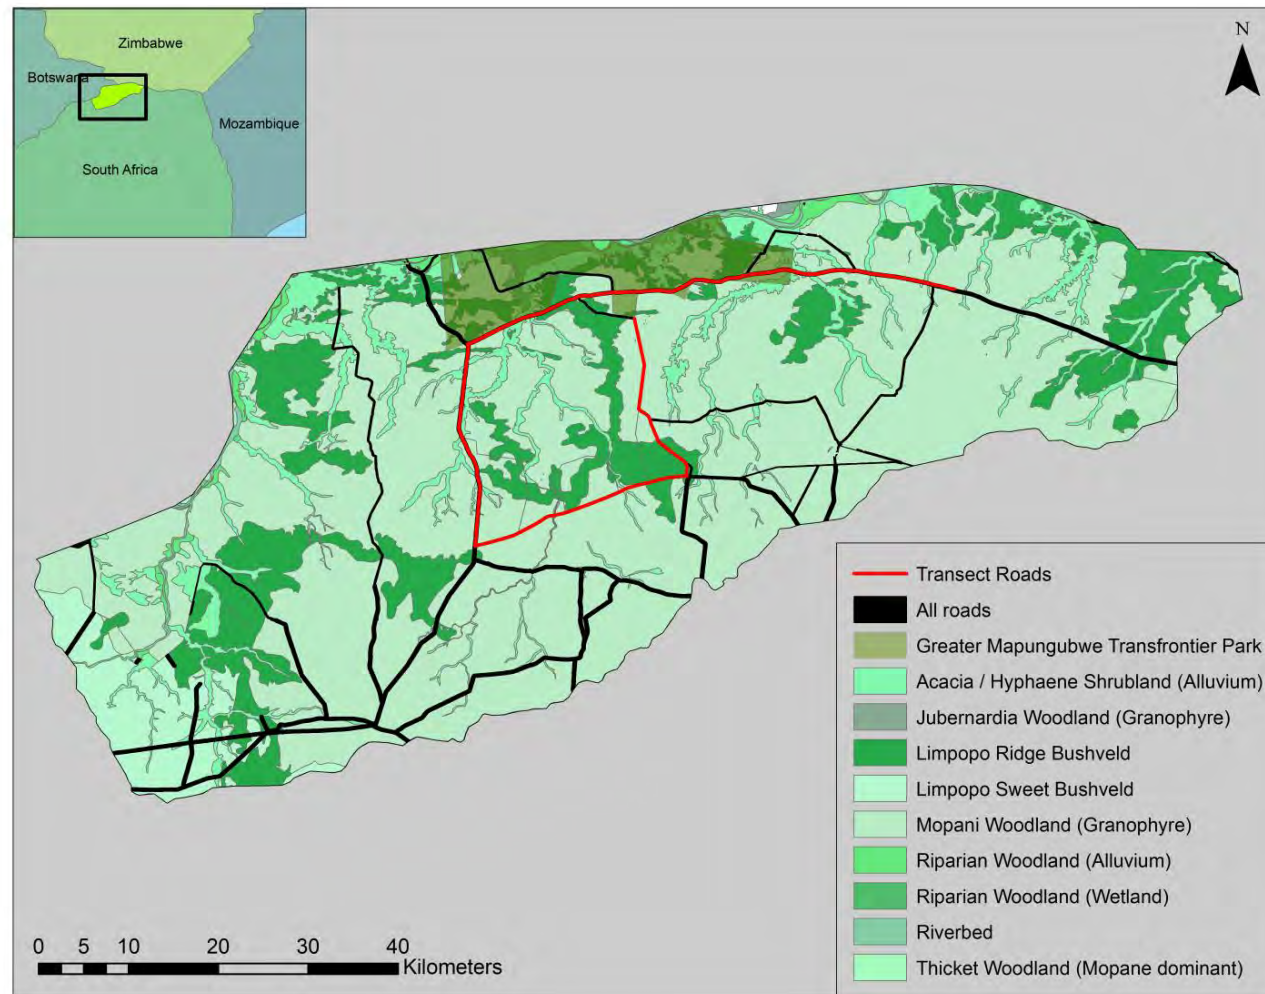 Zimbabwe
Botswana
Mozambique
South Africa
N
Transect Roads
All roads
Greater Mapungubwe Transfrontier Park
Acacia / Hyphaene Shrubland (Alluvium)
Jubernardia Woodland (Granophyre)
Limpopo Ridge Bushveld
Limpopo Sweet Bushveld
Mopani Woodland (Granophyre)
Riparian Woodland (Alluvium)
Riparian Woodland (Wetland)
Riverbed
Thicket Woodland (Mopane dominant)
0 5 10 20 30 40
Kilometers